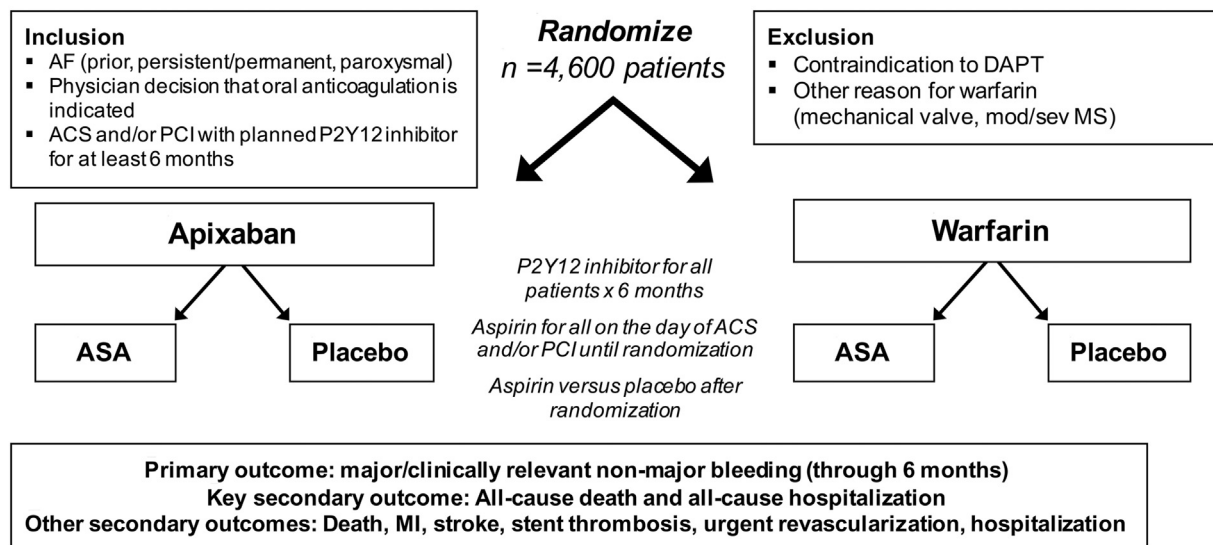 Inclusion
▪ AF (prior, persistent/permanent, paroxysmal)
▪ Physician decision that oral anticoagulation is
indicated
▪ ACS and/or PCI with planned P2Y12 inhibitor
for at least 6 months
Randomize
n =4,600 patients
Exclusion
▪ Contraindication to DAPT
▪ Other reason for warfarin
(mechanical valve, mod/sev MS)
Apixaban
Warfarin
P2Y12 inhibitor for all
patients x 6 months
Aspirin for all on the day of ACS
and/or PCI until randomization
Aspirin versus placebo after
randomization
ASA
Placebo
ASA
Placebo
Primary outcome: major/clinically relevant non-major bleeding (through 6 months)
Key secondary outcome: All-cause death and all-cause hospitalization
Other secondary outcomes: Death, MI, stroke, stent thrombosis, urgent revascularization, hospitalization